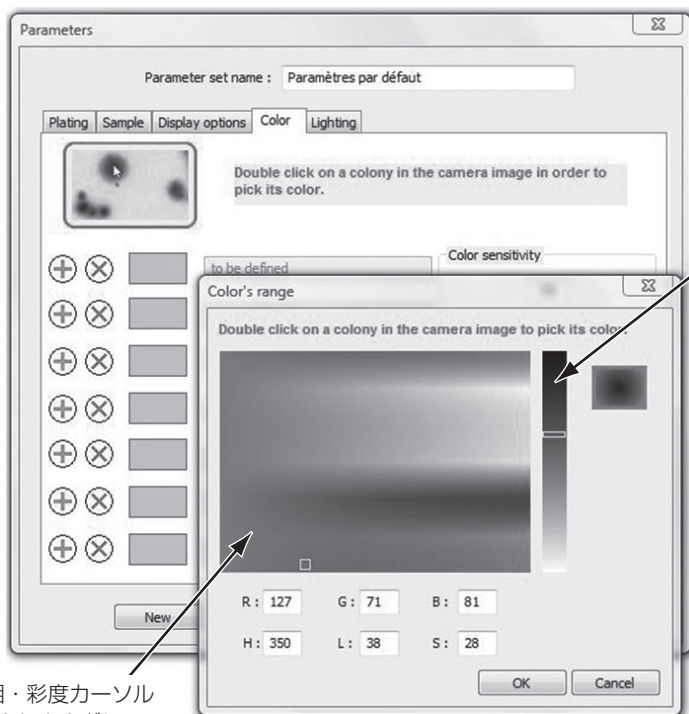 Parameters
Parameter set name : Paramètres par défaut
Plating Sample Display options Color Lighting
Double click on a colony in the camera image in order to
pick its color.
to be defined
Color sensitivity
Color's range
Double click on a colony in the camera image to pick its color.
R : 127 G : 71 B : 81
H : 350 L : 38 S : 28
New
OK Cancel
・彩度カーソル